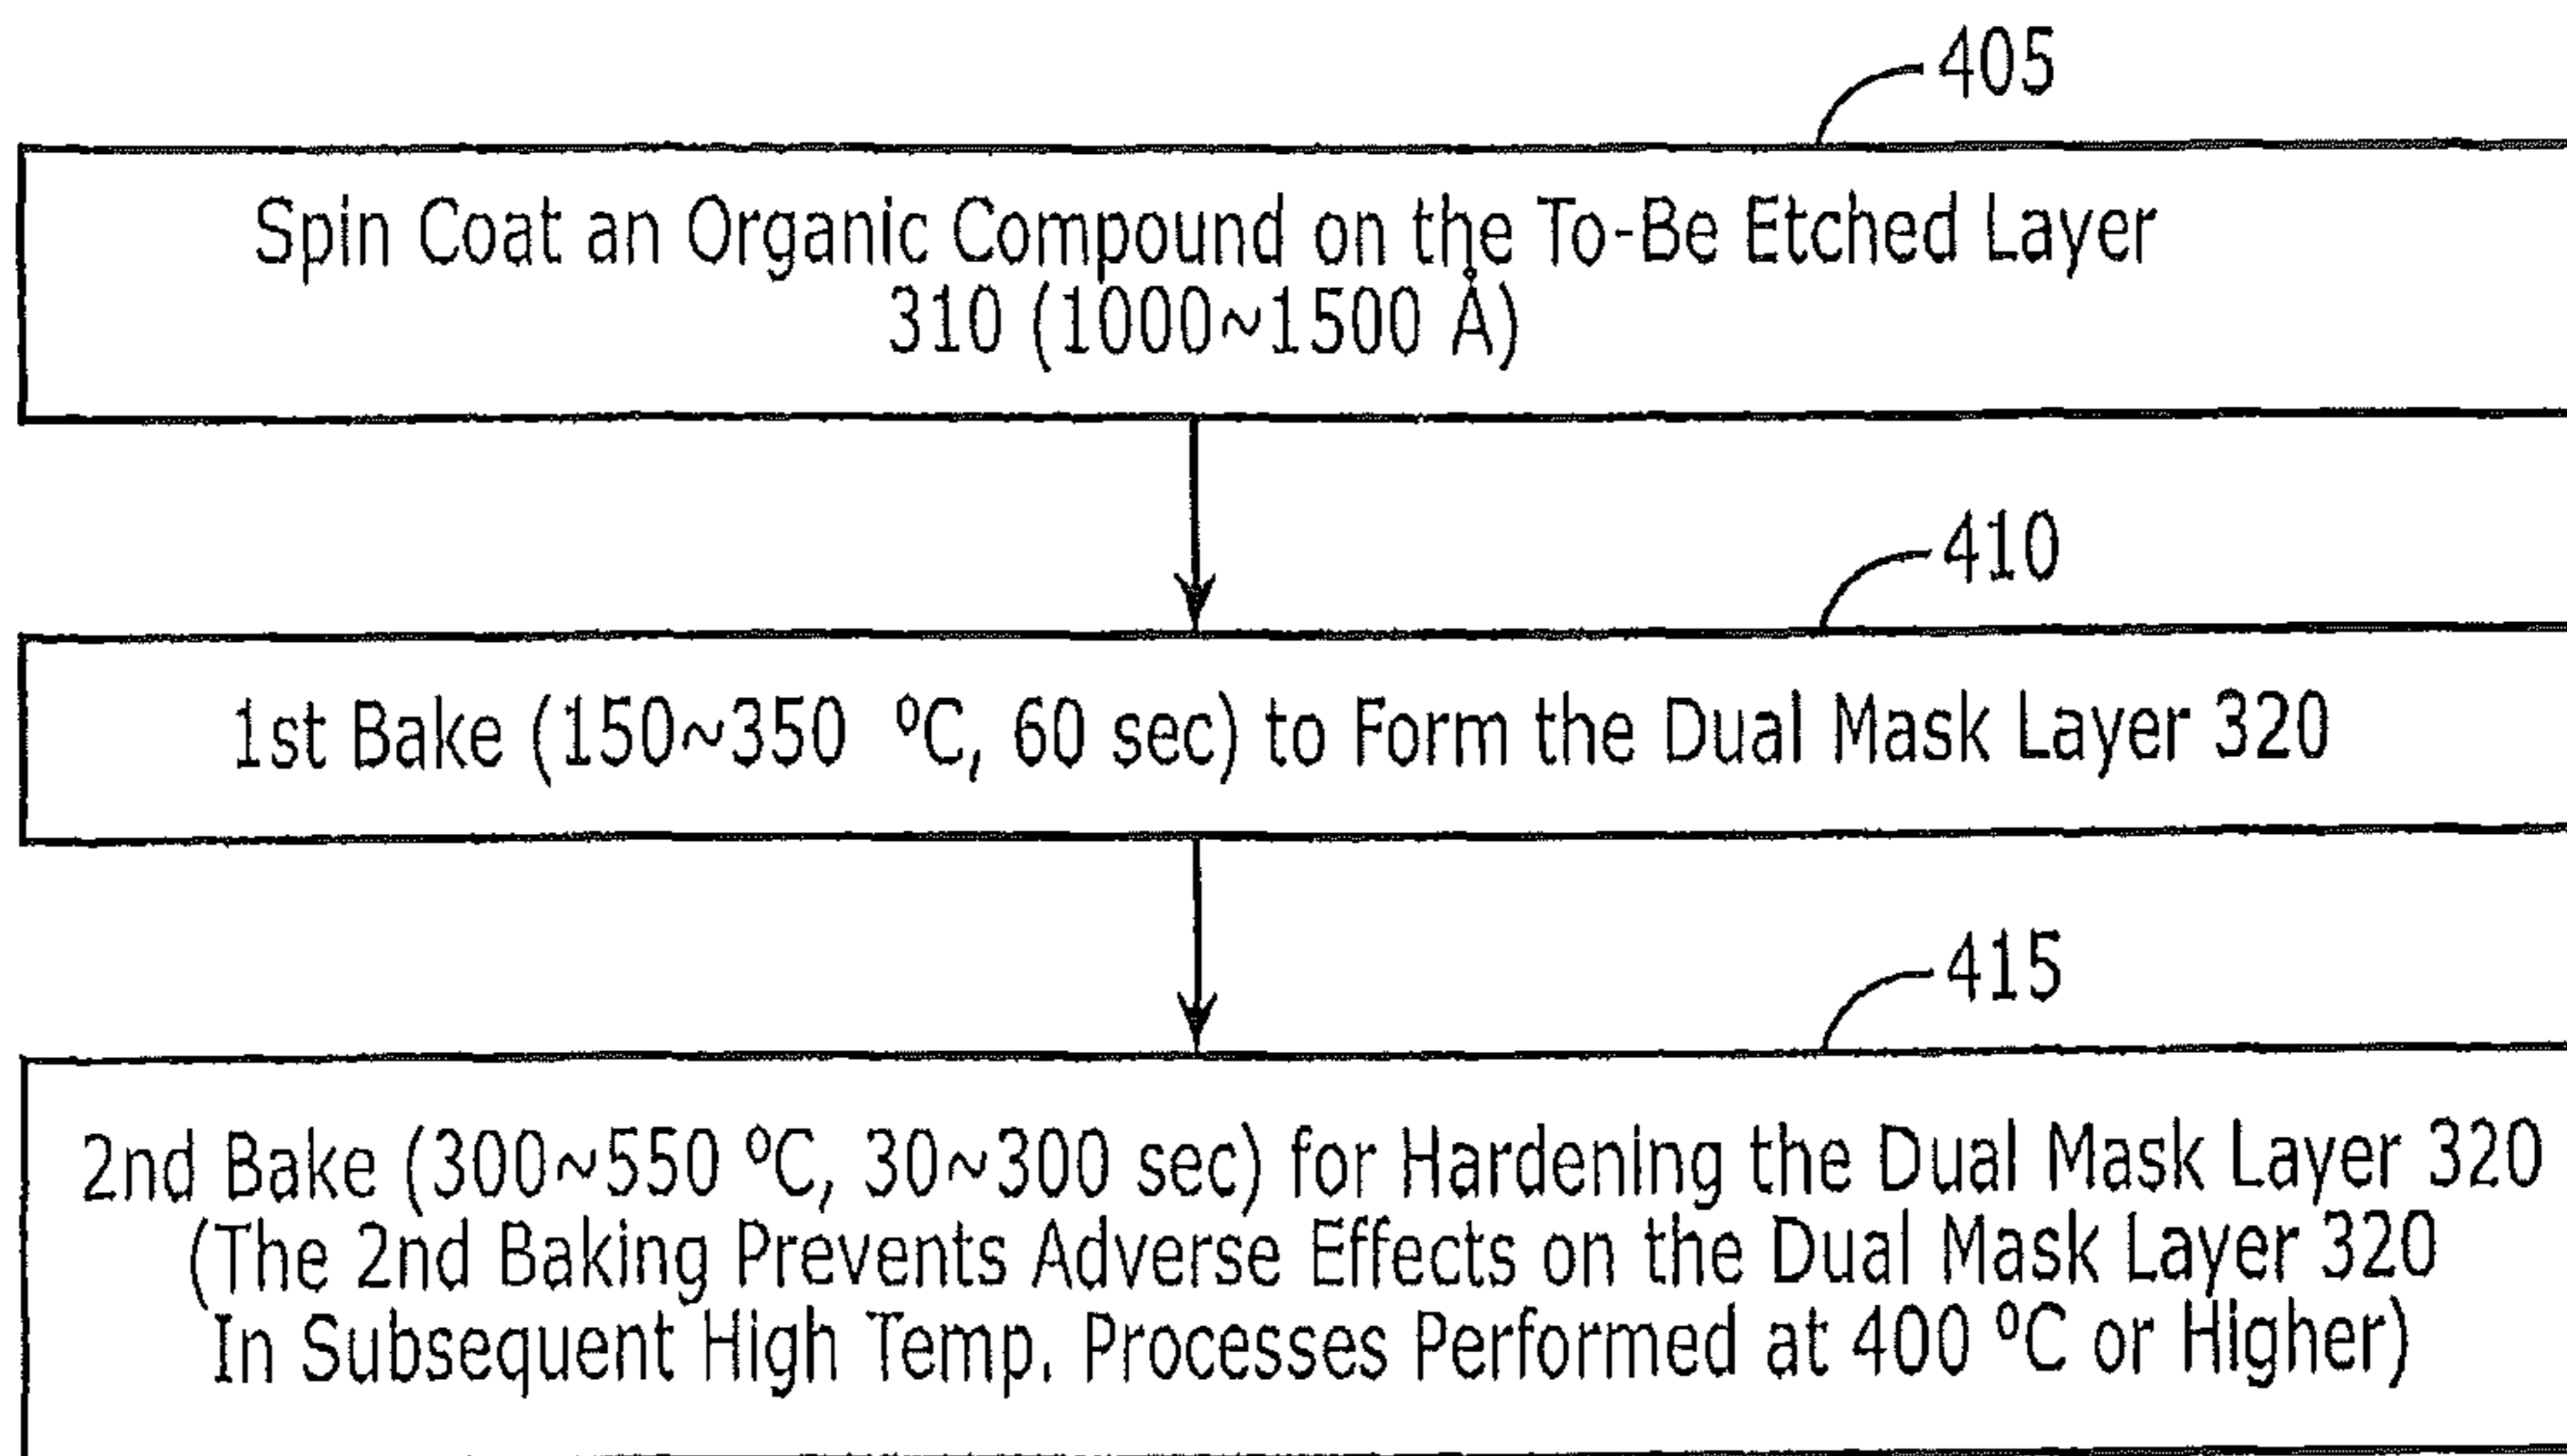 405
Spin Coat an Organic Compound on the To-Be Etched Layer
310 (1000~1500 Å)
410
1st Bake (150~350 ºC, 60 sec) to Form the Dual Mask Layer 320
415
2nd Bake (300~550 ºC, 30~300 sec) for Hardening the Dual Mask Layer 320
(The 2nd Baking Prevents Adverse Effects on the Dual Mask Layer 320
In Subsequent High Temp. Processes Performed at 400 ºC or Higher)